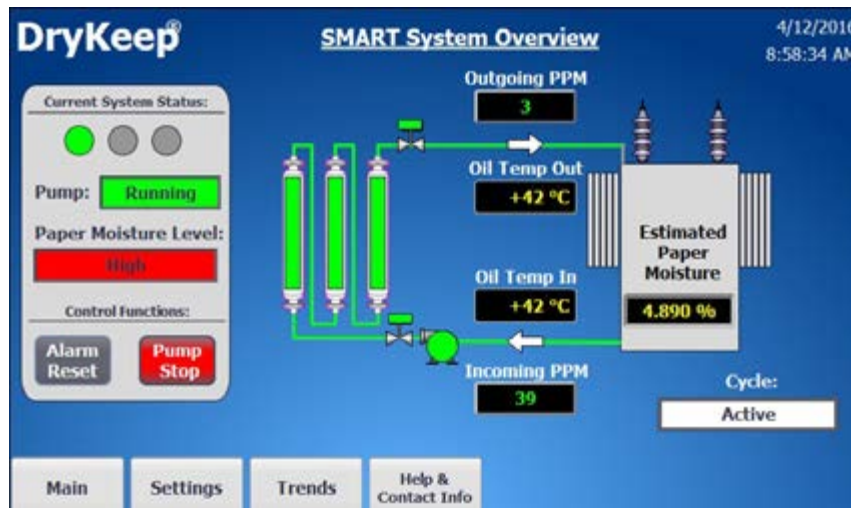 DryKeep®
SMART System Overview
4/12/2016
8:58:34 AM
Current System Status:
Pump:
Running
Paper Moisture Level:
High
Control Functions:
Alarm
Reset
Pump
Stop
Outgoing PPM
3
Oil Temp Out
+42 °C
Oil Temp In
+42 °C
Incoming PPM
39
Estimated
Paper
Moisture
4.890 %
Cycle:
Active
Main
Settings
Trends
Help &
Contact Info